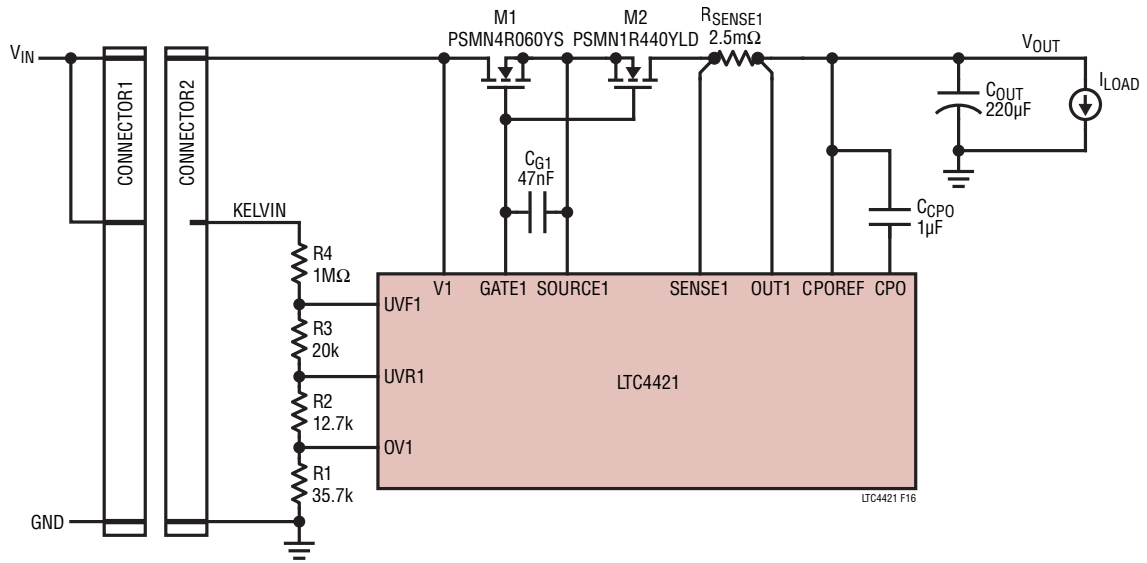 M1
PSMN4R060YS
M2
PSMN1R440YLD
RSENSE1
2.5mΩ
VIN
VOUT
ILOAD
COUT
220µF
CONNECTOR1
CONNECTOR2
CG1
47nF
CCPO
1µF
KELVIN
R4
1MΩ
R3
20k
R2
12.7k
R1
35.7k
V1
GATE1
SOURCE1
SENSE1
OUT1
CPOREF
CPO
UVF1
UVR1
OV1
LTC4421
GND
LTC4421 F16